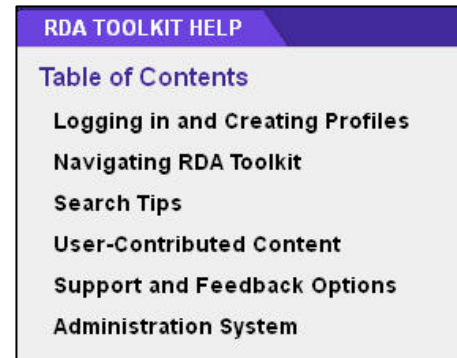 RDA TOOLKIT HELP
Table of Contents
Logging in and Creating Profiles
Navigating RDA Toolkit
Search Tips
User-Contributed Content
Support and Feedback Options
Administration System